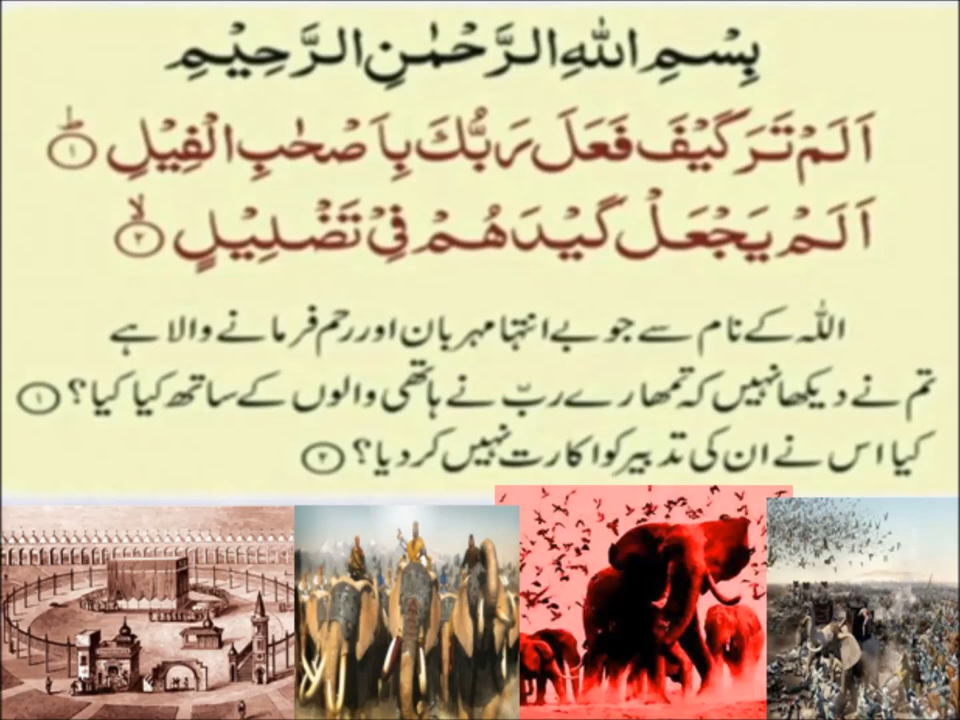 بِسْمِ اللهِ الرَّحْمٰنِ الرَّحِيْمِ
اَلَمْ تَرَ كَيْفَ فَعَلَ رَبُّكَ بِاَصْحٰبِ الْفِيْلِ ؕ ۝۱
اَلَمْ يَجْعَلْ كَيْدَهُمْ فِيْ تَضْلِيْلٍ ۙ ۝۲
اللہ کے نام سے جو بے انتہا مہربان اور رحم فرمانے والا ہے
تم نے دیکھا نہیں کہ تمھارے ربّ نے ہاتھی والوں کے ساتھ کیا کیا؟ ۝۱
کیا اس نے ان کی تدبیر کو اکارت نہیں کر دیا؟ ۝۲